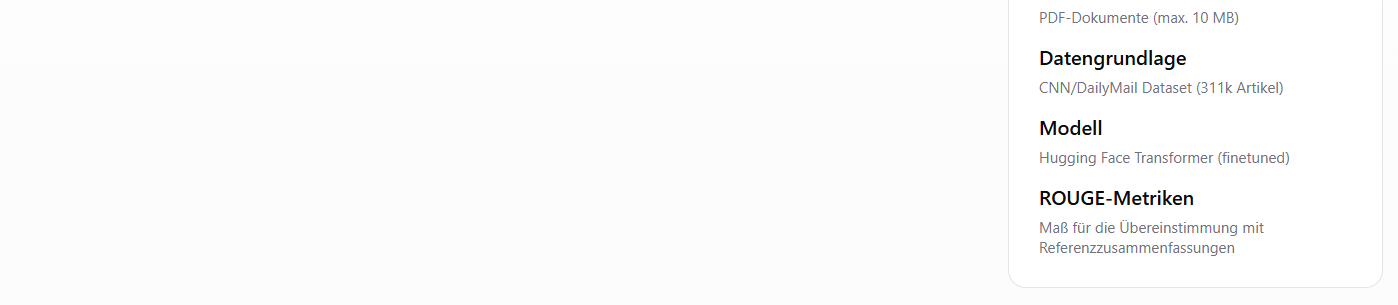 PDF-Dokumente (max. 10 MB)
Datengrundlage
CNN/DailyMail Dataset (311k Artikel)
Modell
Hugging Face Transformer (finetuned)
ROUGE-Metriken
Maß für die Übereinstimmung mit
Referenzzusammenfassungen